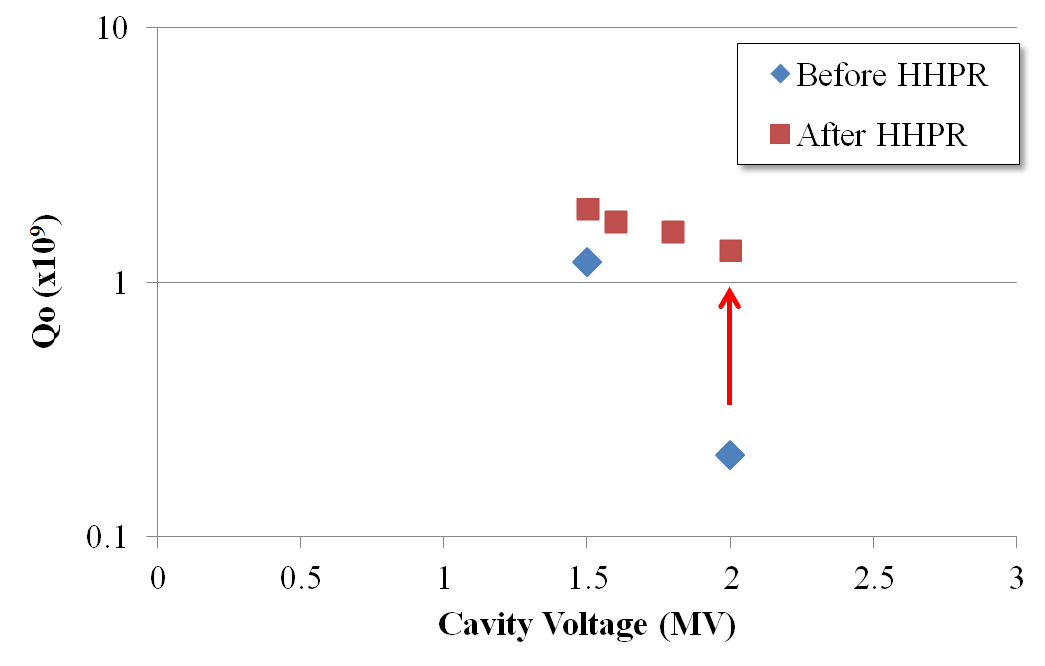 10
Before HHPR
After HHPR
Qo (x10⁹)
1
0.1
0 0.5 1 1.5 2 2.5 3
Cavity Voltage (MV)